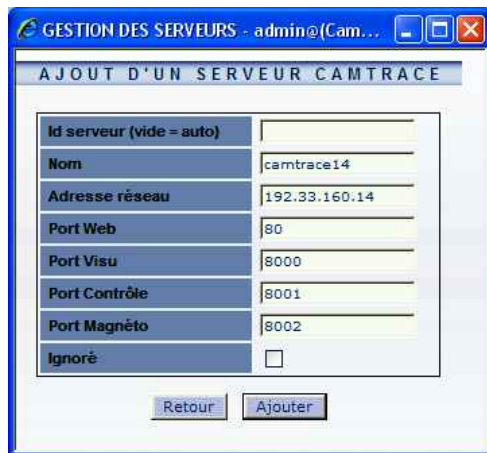 GESTION DES SERVEURS - admin@(Cam...
AJOUT D'UN SERVEUR CAMTRACE
Id serveur (vide = auto)
Nom camtrace14
Adresse réseau 192.33.160.14
Port Web 80
Port Visu 8000
Port Contrôle 8001
Port Magnéto 8002
Ignoré
Retour Ajouter